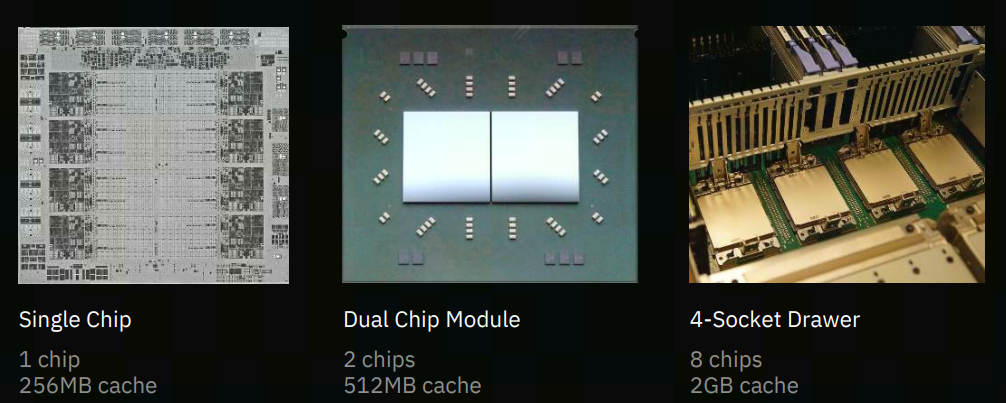 Single Chip
1 chip
256MB cache
Dual Chip Module
2 chips
512MB cache
4-Socket Drawer
8 chips
2GB cache